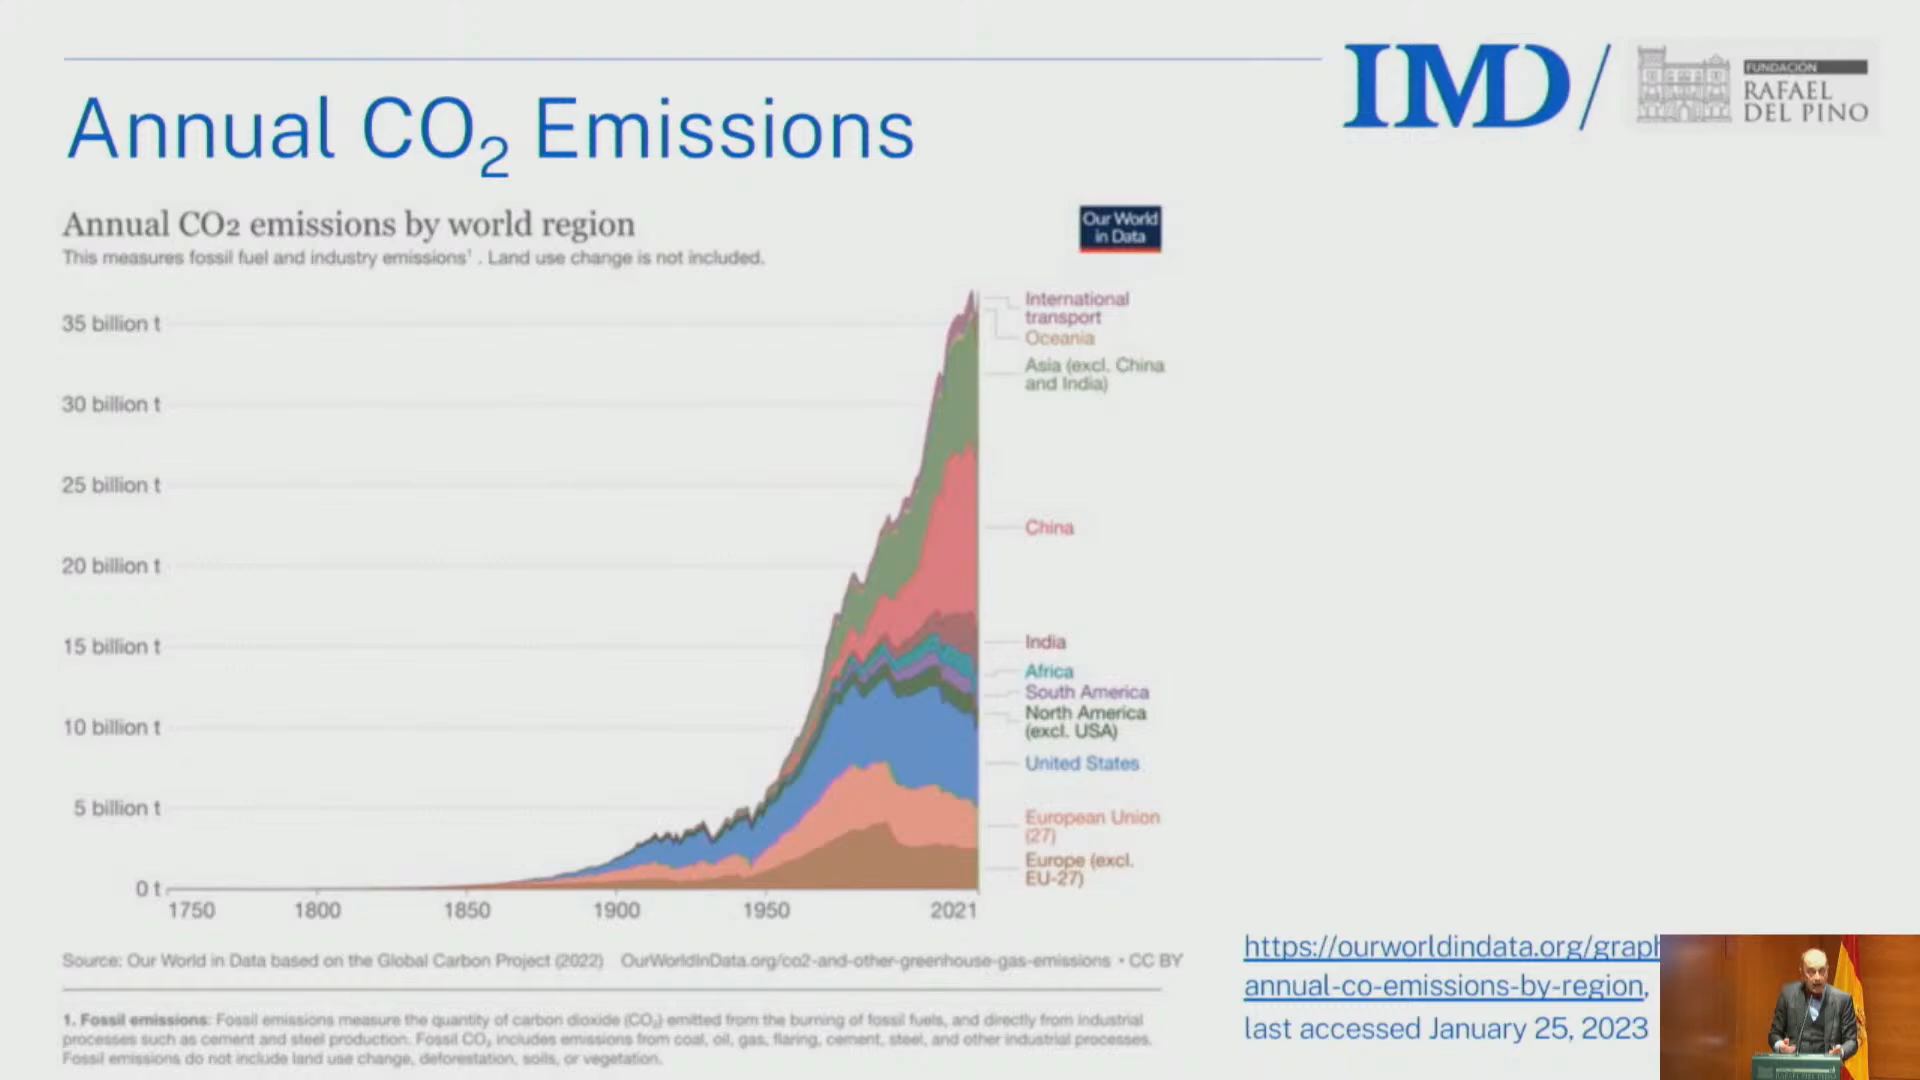 IMD
FUNDACIÓN
RAFAEL
DEL PINO
Annual CO₂ Emissions
Annual CO2 emissions by world region
This measures fossil fuel and industry emissions¹ . Land use change is not included.
Our World
in Data
35 billion t
30 billion t
25 billion t
20 billion t
15 billion t
10 billion t
5 billion t
0 t
1750
1800
1850
1900
1950
2021
International
transport
Oceania
Asia (excl. China
and India)
China
India
Africa
South America
North America
(excl. USA)
United States
European Union
(27)
Europe (excl.
EU-27)
Source: Our World in Data based on the Global Carbon Project (2022) OurWorldInData.org/co2-and-other-greenhouse-gas-emissions • CC BY
1. Fossil emissions: Fossil emissions measure the quantity of carbon dioxide (CO₂) emitted from the burning of fossil fuels, and directly from industrial
processes such as cement and steel production. Fossil CO₂ includes emissions from coal, oil, gas, flaring, cement, steel, and other industrial processes.
Fossil emissions do not include land use change, deforestation, soils, or vegetation.
https://ourworldindata.org/grap
annual-co-emissions-by-region,
last accessed January 25, 2023